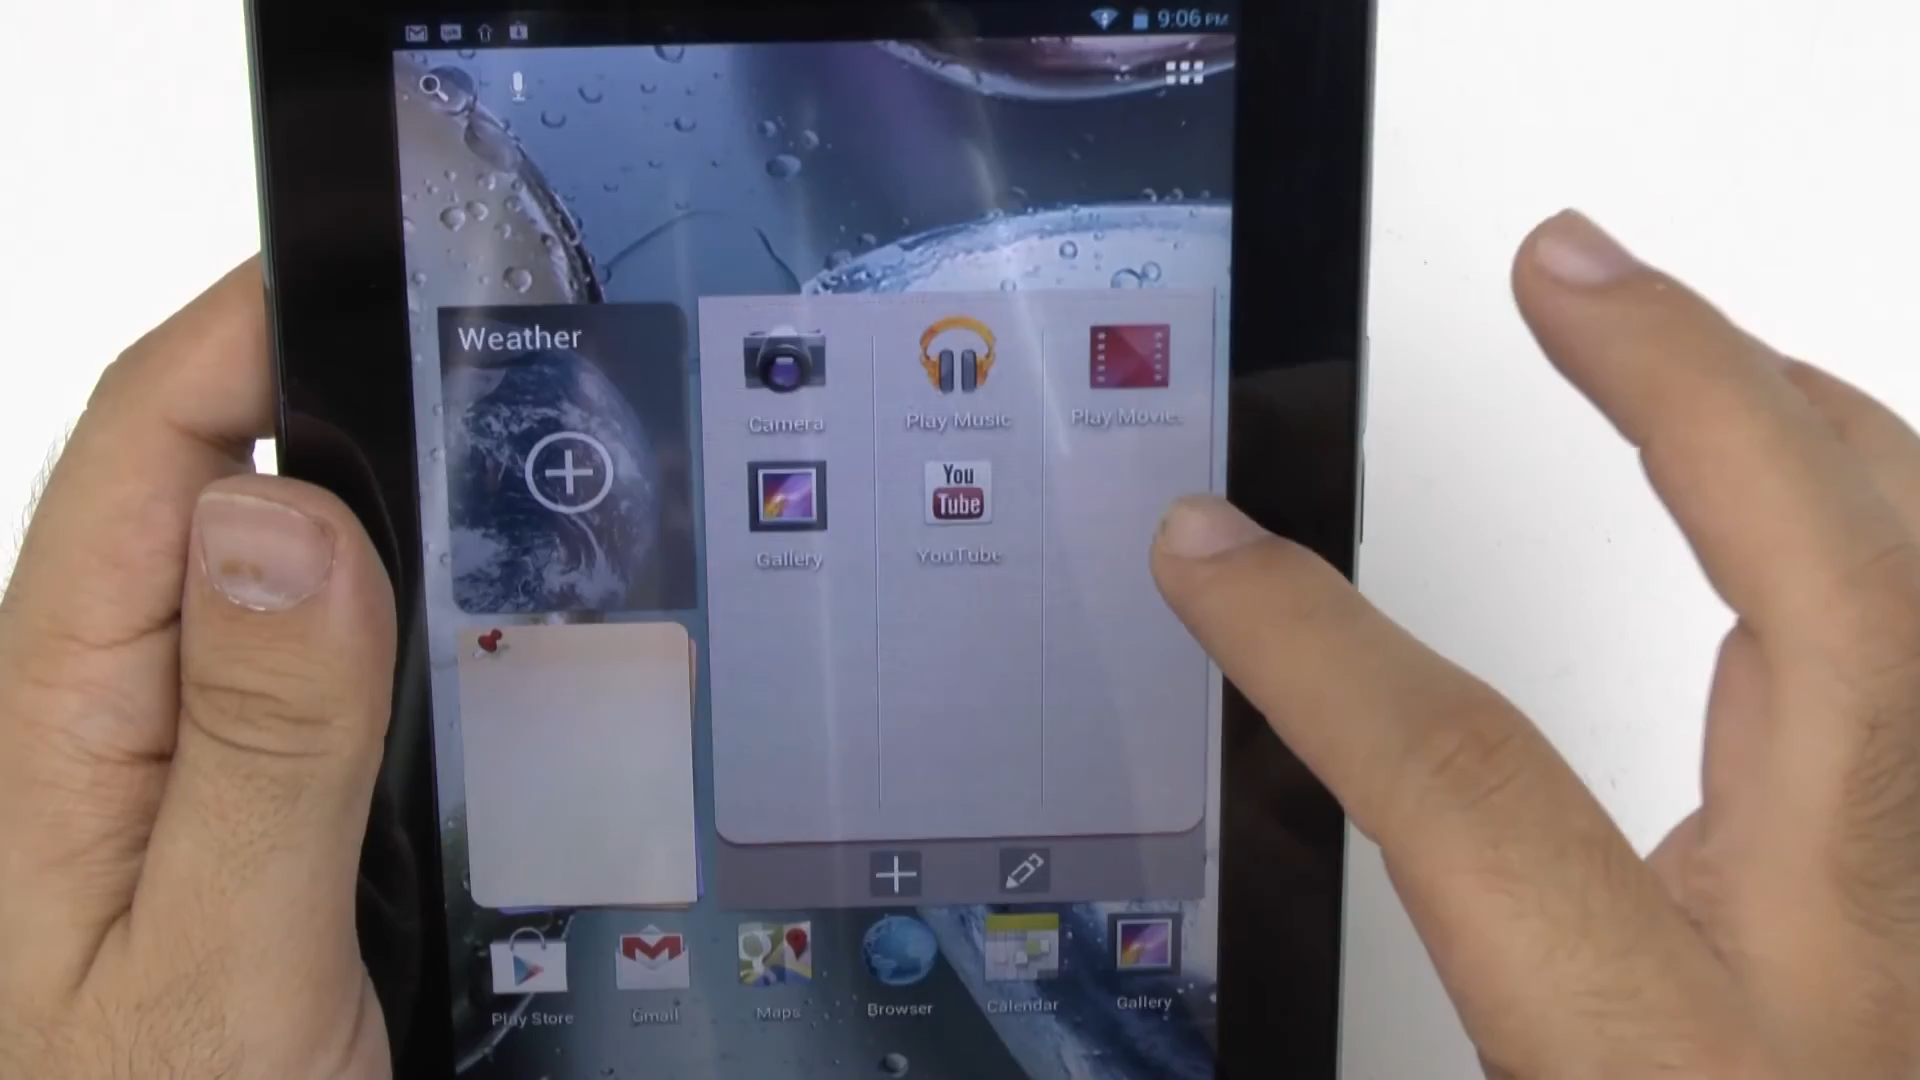 9:06 PM
Weather
Camera
Play Music
Play Movies
You
Tube
Gallery
YouTube
Play Store
Gmail
Maps
Browser
Calendar
Gallery